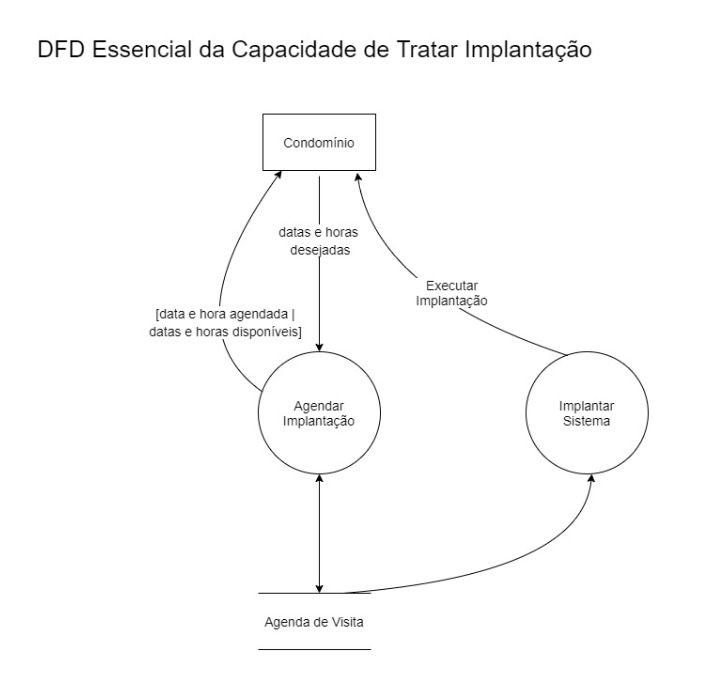 DFD Essencial da Capacidade de Tratar Implantação
Condomínio
datas e horas
desejadas
Executar
Implantação
[data e hora agendada |
datas e horas disponíveis]
Agendar
Implantação
Implantar
Sistema
Agenda de Visita